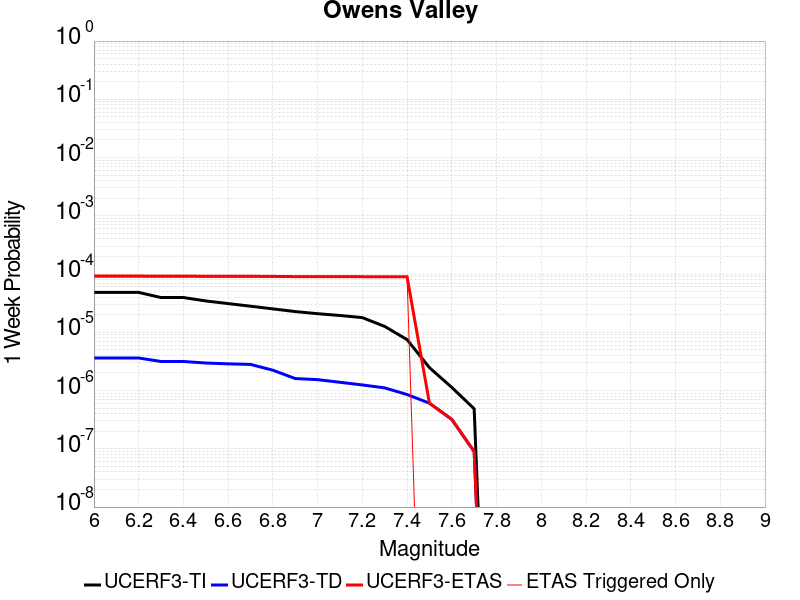 Owens Valley
10^0
10^-1
10^-2
10^-3
10^-4
10^-5
10^-6
10^-7
10^-8
1 Week Probability
6 6.2 6.4 6.6 6.8 7 7.2 7.4 7.6 7.8 8 8.2 8.4 8.6 8.8 9
Magnitude
UCERF3-TI UCERF3-TD UCERF3-ETAS ETAS Triggered Only